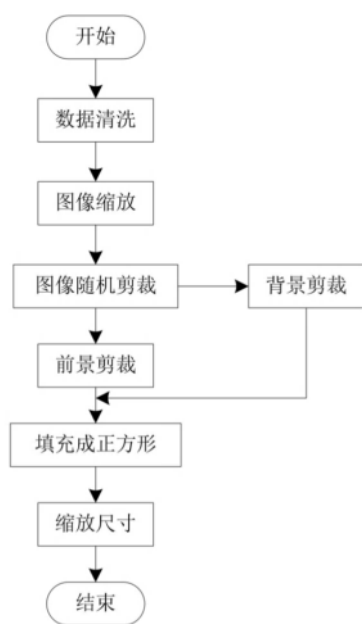 开始
数据清洗
图像缩放
图像随机剪裁
背景剪裁
前景剪裁
填充成正方形
缩放尺寸
结束